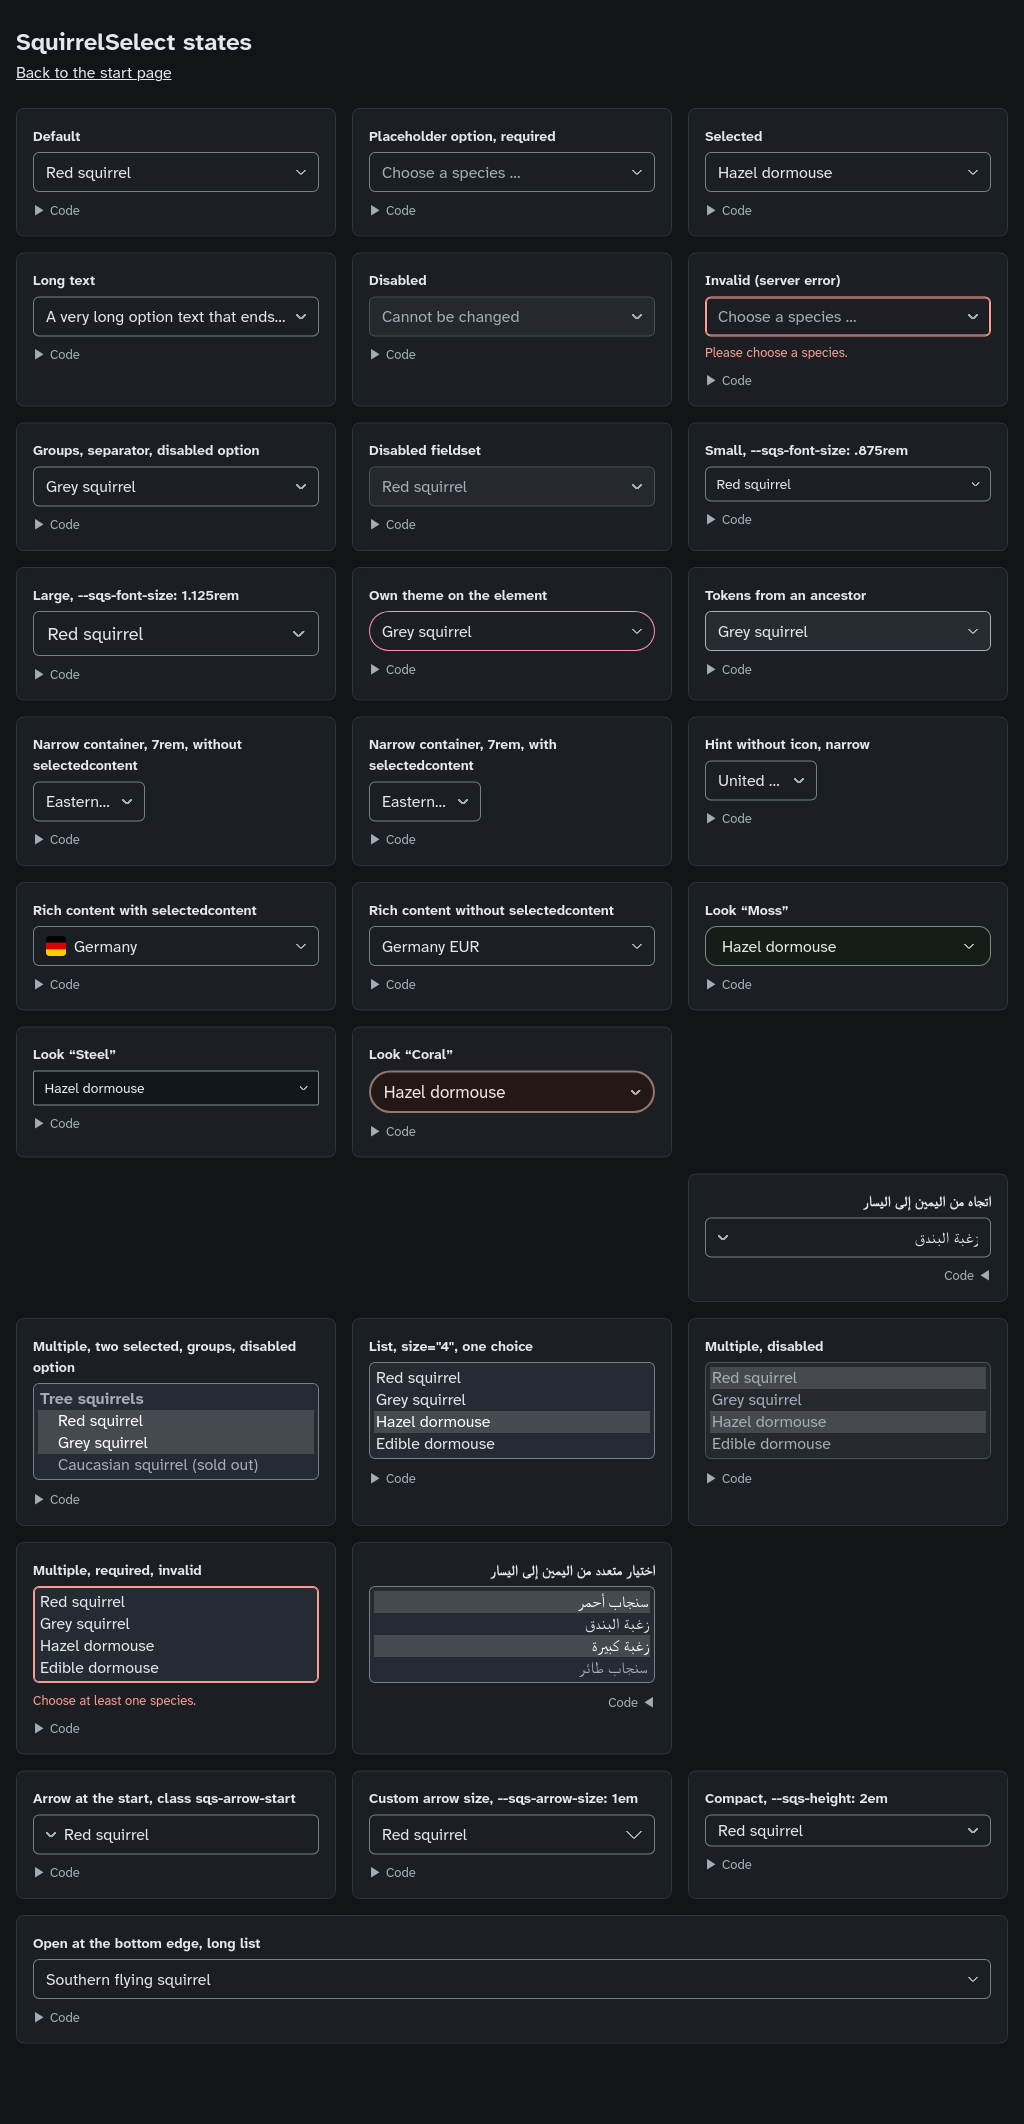 SquirrelSelect states
Back to the start page
Default
Red squirrel
Code
Placeholder option, required
Choose a species ...
Code
Selected
Hazel dormouse
Code
Long text
A very long option text that ends...
Code
Disabled
Cannot be changed
Code
Invalid (server error)
Choose a species ...
Please choose a species.
Code
Groups, separator, disabled option
Grey squirrel
Code
Disabled fieldset
Red squirrel
Code
Small, --sqs-font-size: .875rem
Red squirrel
Code
Large, --sqs-font-size: 1.125rem
Red squirrel
Code
Own theme on the element
Grey squirrel
Code
Tokens from an ancestor
Grey squirrel
Code
Narrow container, 7rem, without
selectedcontent
Eastern...
Code
Narrow container, 7rem, with
selectedcontent
Eastern...
Code
Hint without icon, narrow
United ...
Code
Rich content with selectedcontent
Germany
Code
Rich content without selectedcontent
Germany EUR
Code
Look “Moss”
Hazel dormouse
Code
Look “Steel”
Hazel dormouse
Code
Look “Coral”
Hazel dormouse
Code
اتجاه من اليمين إلى اليسار
زغبة البندق
Code
Multiple, two selected, groups, disabled
option
Tree squirrels
Red squirrel
Grey squirrel
Caucasian squirrel (sold out)
Code
List, size="4", one choice
Red squirrel
Grey squirrel
Hazel dormouse
Edible dormouse
Code
Multiple, disabled
Red squirrel
Grey squirrel
Hazel dormouse
Edible dormouse
Code
Multiple, required, invalid
Red squirrel
Grey squirrel
Hazel dormouse
Edible dormouse
Choose at least one species.
Code
اختيار متعدد من اليمين إلى اليسار
سنجاب أحمر
زغبة البندق
زغبة كبيرة
سنجاب طائر
Code
Arrow at the start, class sqs-arrow-start
Red squirrel
Code
Custom arrow size, --sqs-arrow-size: 1em
Red squirrel
Code
Compact, --sqs-height: 2em
Red squirrel
Code
Open at the bottom edge, long list
Southern flying squirrel
Code